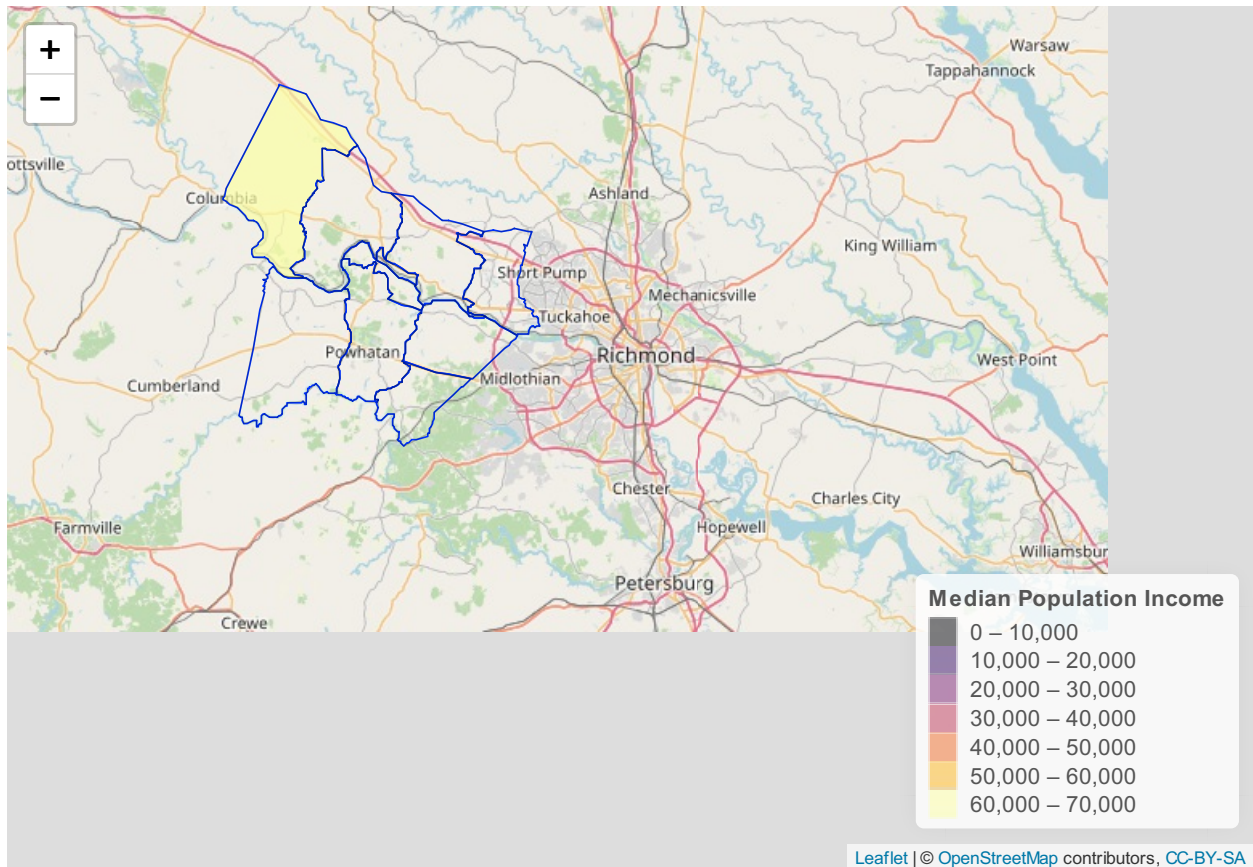 +
−
Warsaw
Tappahannock
ottsville
Columbia
Ashland
King William
Short Pump
Mechanicsville
Tuckahoe
Richmond
Powhatan
West Point
Cumberland
Midlothian
Chester
Charles City
Farmville
Hopewell
Williamsbur
Petersburg
Crewe
Median Population Income
0 – 10,000
10,000 – 20,000
20,000 – 30,000
30,000 – 40,000
40,000 – 50,000
50,000 – 60,000
60,000 – 70,000
Leaflet | © OpenStreetMap contributors, CC-BY-SA